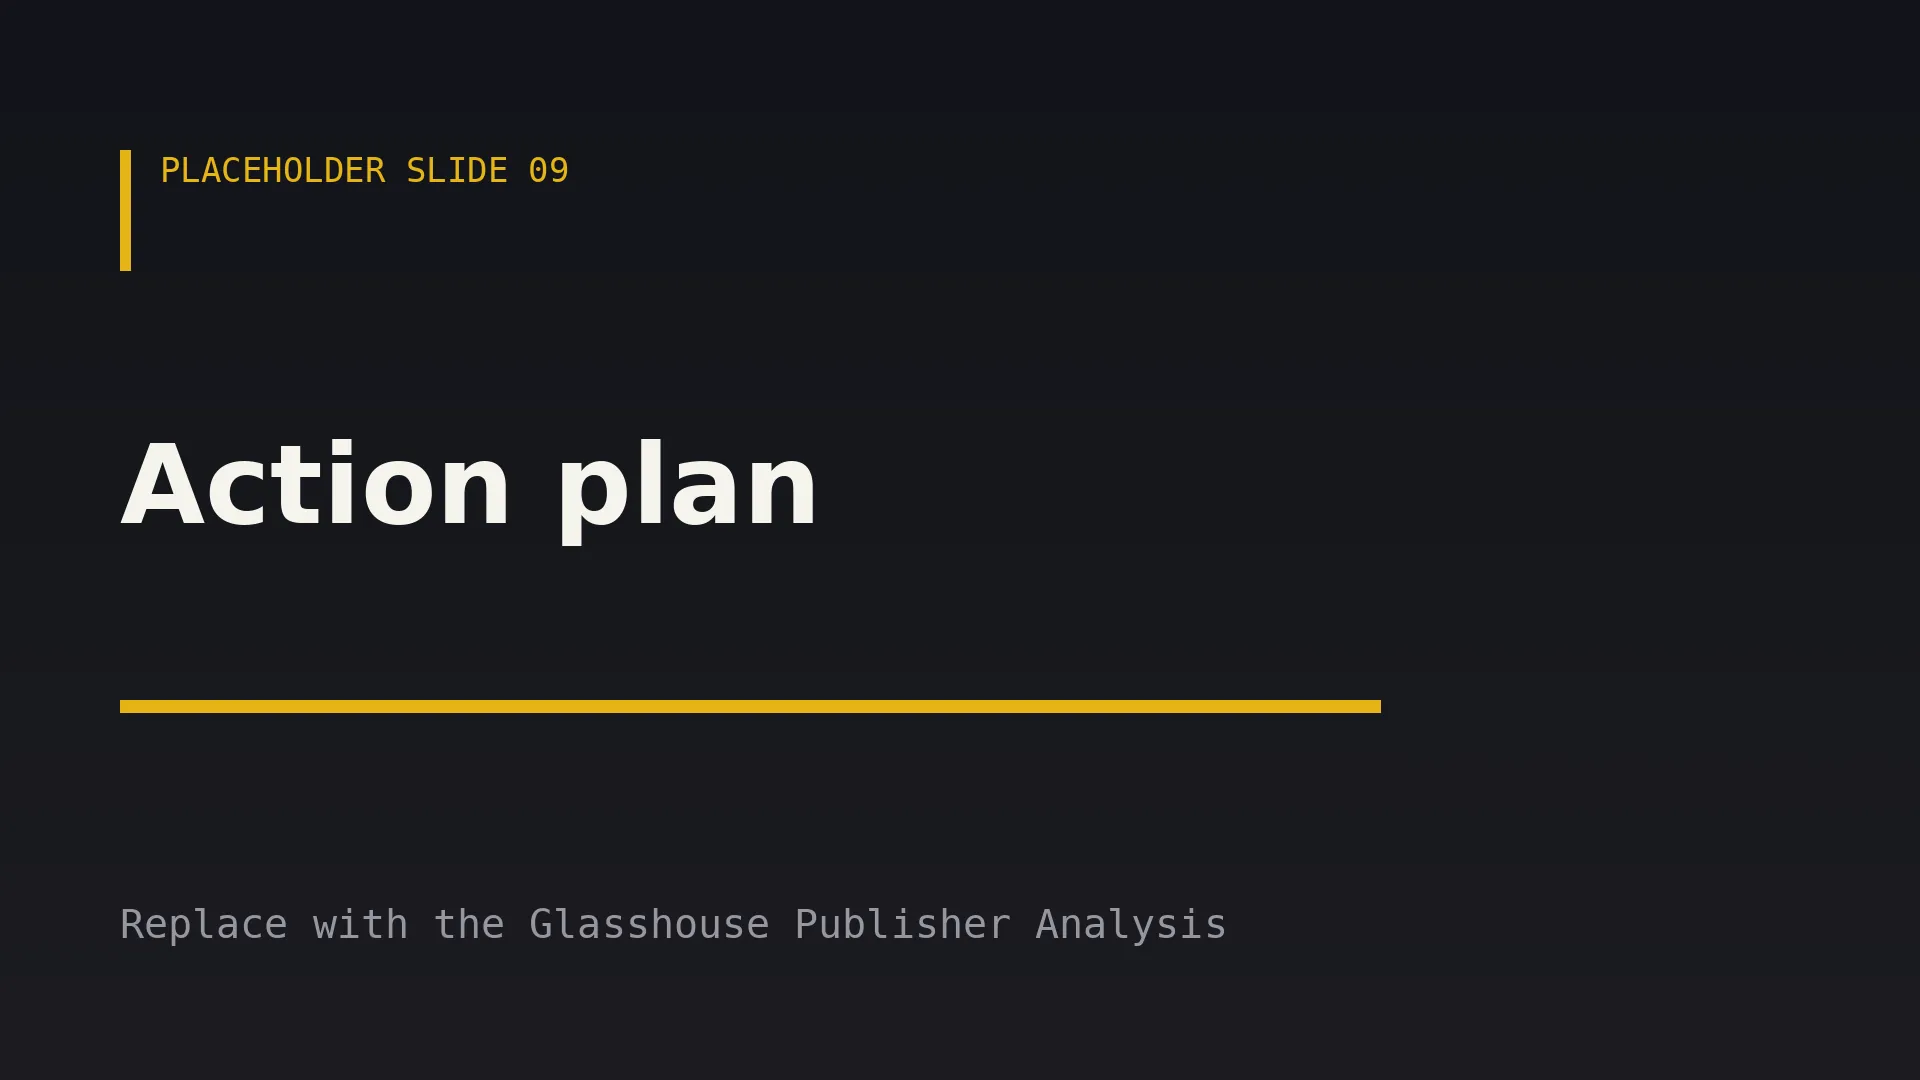 PLACEHOLDER SLIDE 09
Action plan
Replace with the Glasshouse Publisher Analysis